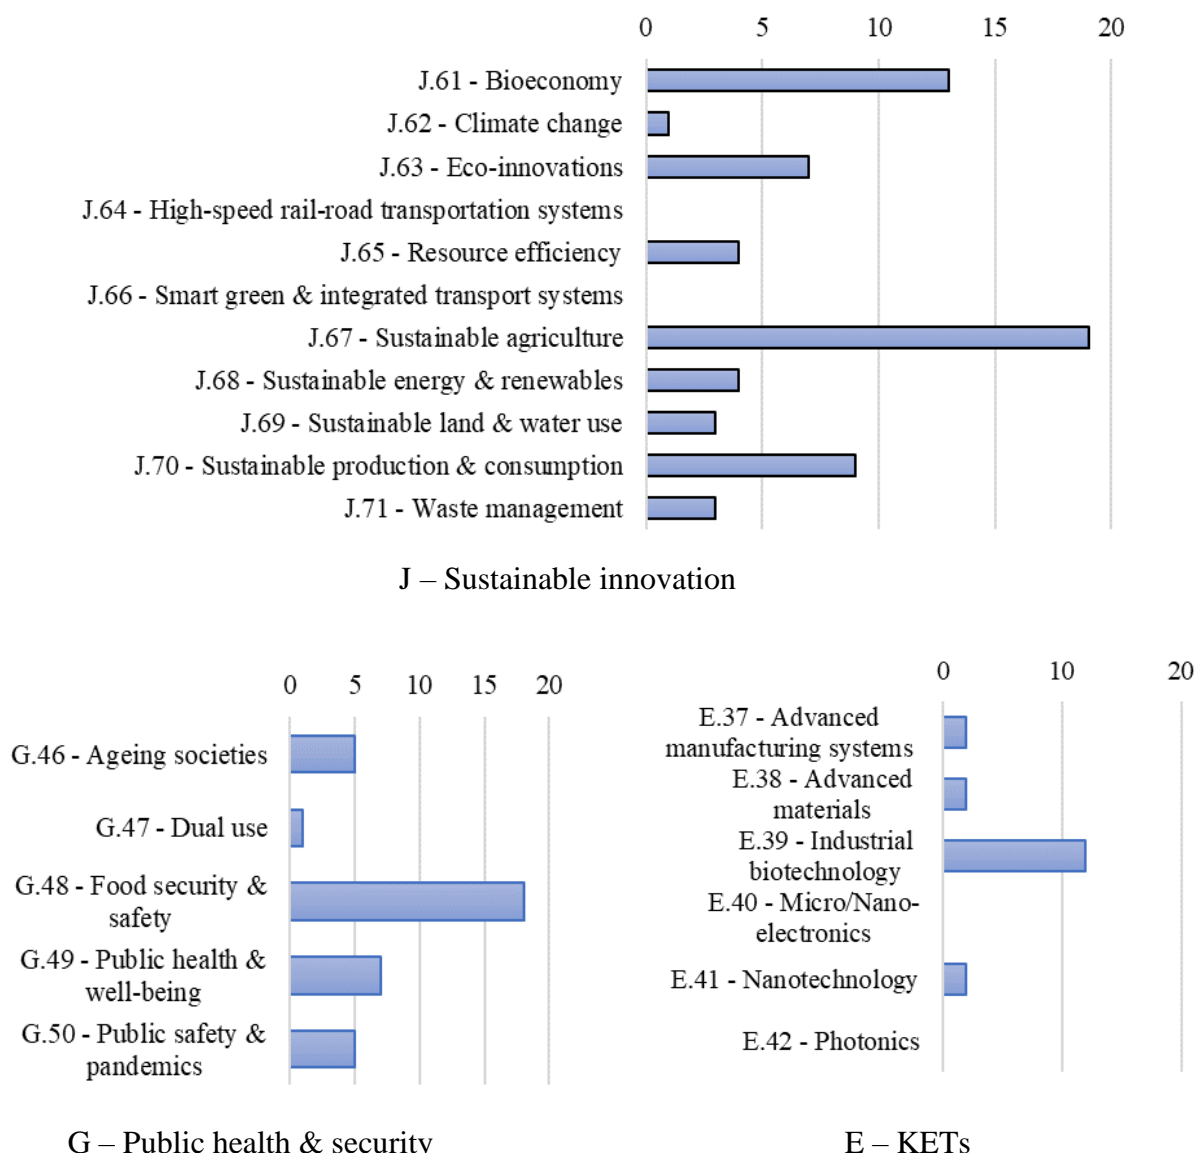 0 5 10 15 20
J.61 - Bioeconomy
J.62 - Climate change
J.63 - Eco-innovations
J.64 - High-speed rail-road transportation systems
J.65 - Resource efficiency
J.66 - Smart green & integrated transport systems
J.67 - Sustainable agriculture
J.68 - Sustainable energy & renewables
J.69 - Sustainable land & water use
J.70 - Sustainable production & consumption
J.71 - Waste management
J – Sustainable innovation
0 5 10 15 20
G.46 - Ageing societies
G.47 - Dual use
G.48 - Food security &
safety
G.49 - Public health &
well-being
G.50 - Public safety &
pandemics
G – Public health & security
0 10 20
E.37 - Advanced
manufacturing systems
E.38 - Advanced
materials
E.39 - Industrial
biotechnology
E.40 - Micro/Nano-
electronics
E.41 - Nanotechnology
E.42 - Photonics
E – KETs